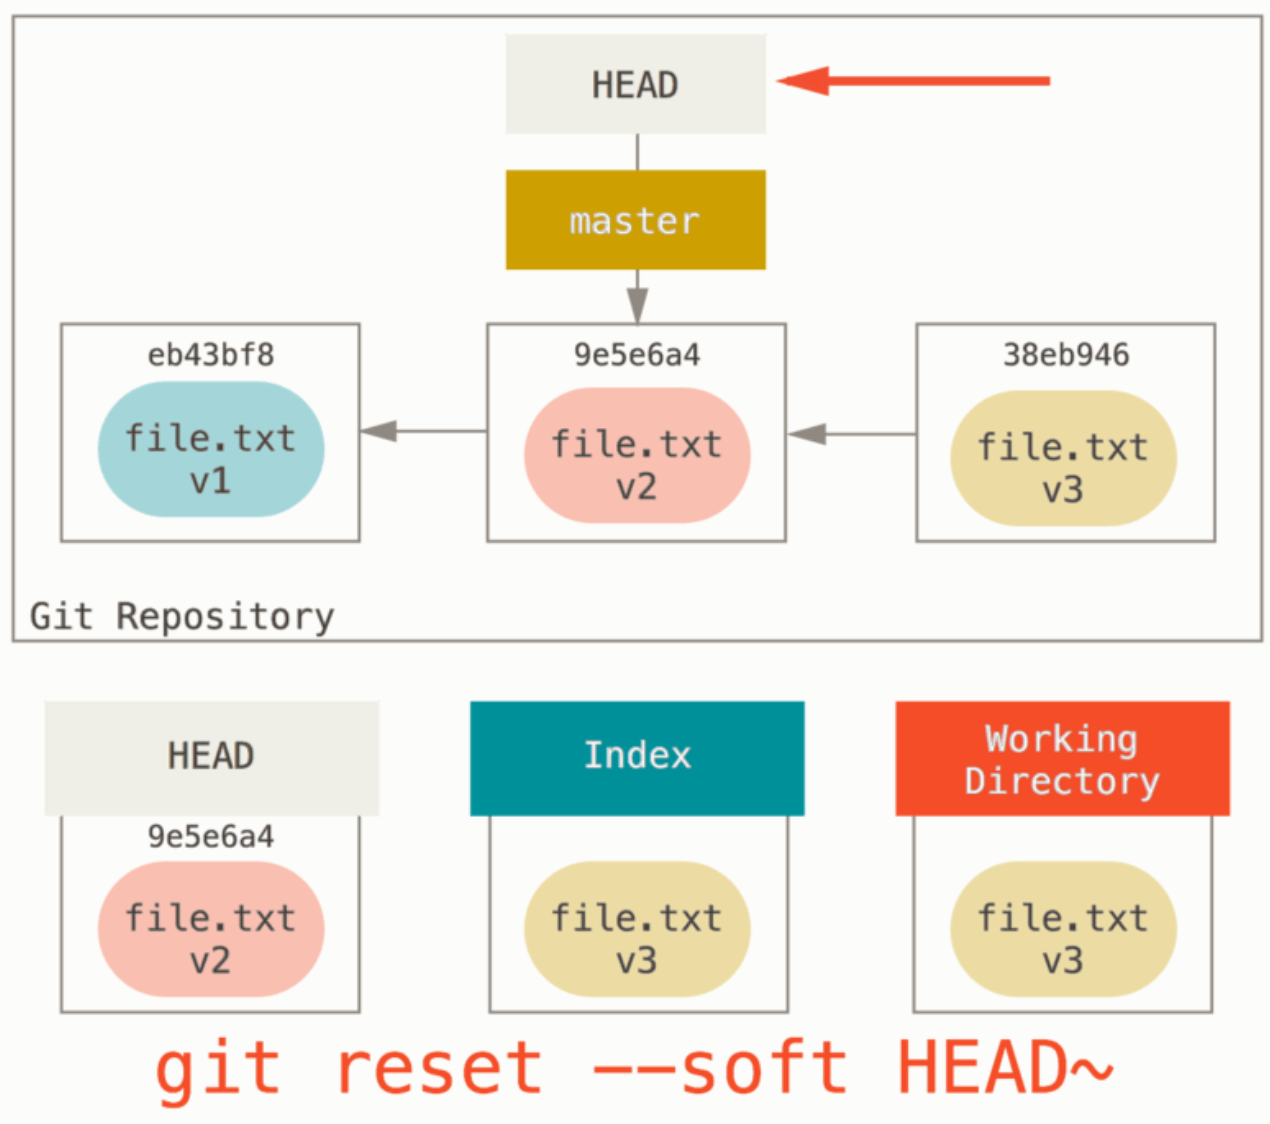 HEAD
master
eb43bf8
file.txt
v1
9e5e6a4
file.txt
v2
38eb946
file.txt
v3
Git Repository
HEAD
9e5e6a4
file.txt
v2
Index
file.txt
v3
Working
Directory
file.txt
v3
git reset --soft HEAD~